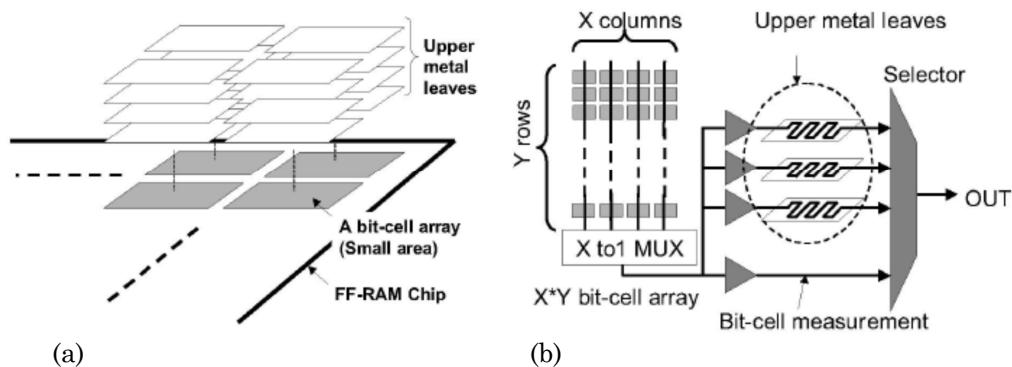 Upper
metal
leaves
A bit-cell array
(Small area)
FF-RAM Chip
(a)
X columns
Upper metal leaves
Selector
Y rows
OUT
X to1 MUX
X*Y bit-cell array
Bit-cell measurement
(b)